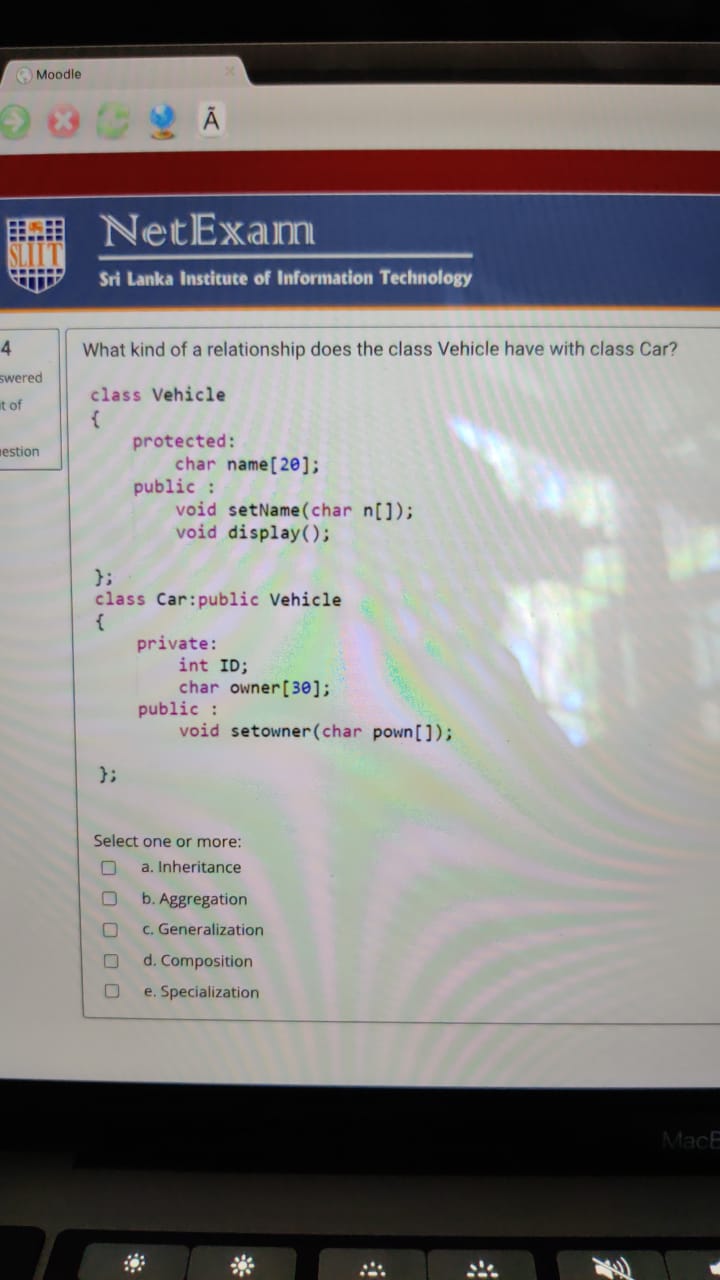 Moodle
Ã
SLIIT
NetExam
Sri Lanka Institute of Information Technology
4
swered
t of
estion
What kind of a relationship does the class Vehicle have with class Car?
class Vehicle
{
protected:
char name[20];
public :
void setName(char n[]);
void display();
};
class Car:public Vehicle
{
private:
int ID;
char owner[30];
public :
void setowner(char pown[]);
};
Select one or more:
a. Inheritance
b. Aggregation
c. Generalization
d. Composition
e. Specialization
Mac